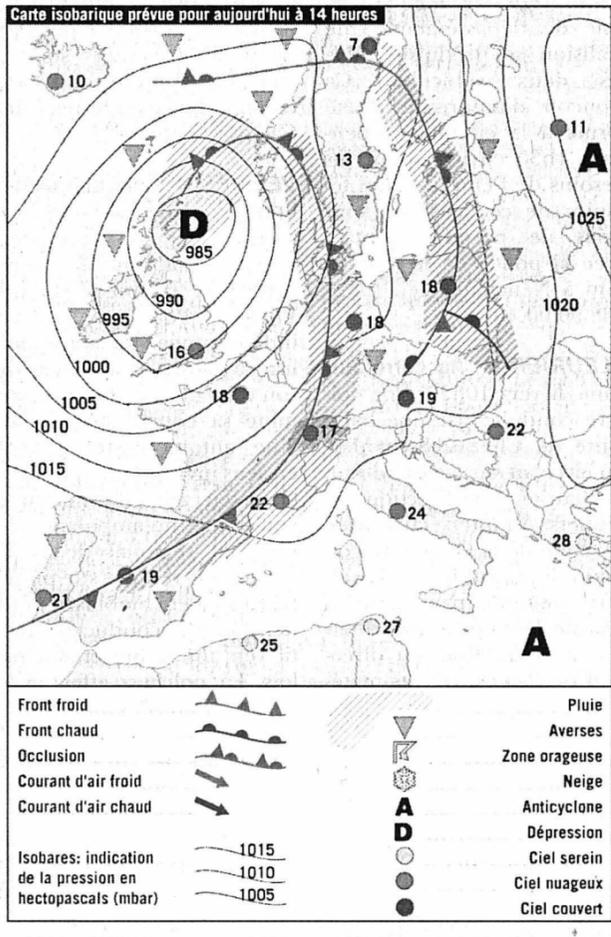 Carte isobarique prévue pour aujourd'hui à 14 heures
7
10
11
A
13
1025
D
985
18
1020
990
995
18
16
1000
18
19
1005
22
17
1010
1015
22
24
28
19
21
27
25
A
Front froid
Front chaud
Occlusion
Courant d'air froid
Courant d'air chaud
1015
Isobares: indication
de la pression en
hectopascals (mbar)
1010
1005
Pluie
Averses
Zone orageuse
Neige
A Anticyclone
D Dépression
Ciel serein
Ciel nuageux
Ciel couvert